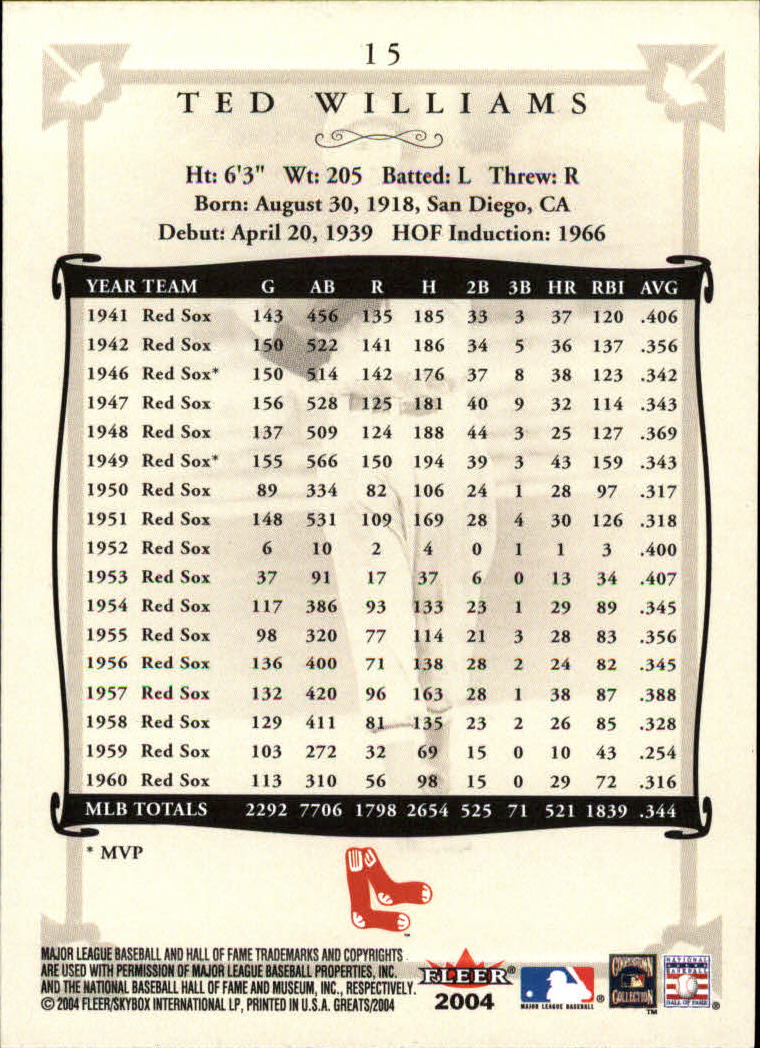 15
TED WILLIAMS
Ht: 6'3" Wt: 205 Batted: L Threw: R
Born: August 30, 1918, San Diego, CA
Debut: April 20, 1939 HOF Induction: 1966
YEAR TEAM G AB R H 2B 3B HR RBI AVG
1941 Red Sox 143 456 135 185 33 3 37 120 .406
1942 Red Sox 150 522 141 186 34 5 36 137 .356
1946 Red Sox* 150 514 142 176 37 8 38 123 .342
1947 Red Sox 156 528 125 181 40 9 32 114 .343
1948 Red Sox 137 509 124 188 44 3 25 127 .369
1949 Red Sox* 155 566 150 194 39 3 43 159 .343
1950 Red Sox 89 334 82 106 24 1 28 97 .317
1951 Red Sox 148 531 109 169 28 4 30 126 .318
1952 Red Sox 6 10 2 4 0 1 1 3 .400
1953 Red Sox 37 91 17 37 6 0 13 34 .407
1954 Red Sox 117 386 93 133 23 1 29 89 .345
1955 Red Sox 98 320 77 114 21 3 28 83 .356
1956 Red Sox 136 400 71 138 28 2 24 82 .345
1957 Red Sox 132 420 96 163 28 1 38 87 .388
1958 Red Sox 129 411 81 135 23 2 26 85 .328
1959 Red Sox 103 272 32 69 15 0 10 43 .254
1960 Red Sox 113 310 56 98 15 0 29 72 .316
MLB TOTALS 2292 7706 1798 2654 525 71 521 1839 .344
* MVP
MAJOR LEAGUE BASEBALL AND HALL OF FAME TRADEMARKS AND COPYRIGHTS
ARE USED WITH PERMISSION OF MAJOR LEAGUE BASEBALL PROPERTIES, INC.
AND THE NATIONAL BASEBALL HALL OF FAME AND MUSEUM, INC., RESPECTIVELY.
© 2004 FLEER/SKYBOX INTERNATIONAL LP, PRINTED IN U.S.A. GREATS/2004
FLEER®
2004
MAJOR LEAGUE BASEBALL ®
COOPERSTOWN
COLLECTION
TM
NATIONAL
BASEBALL
HALL OF FAME ®